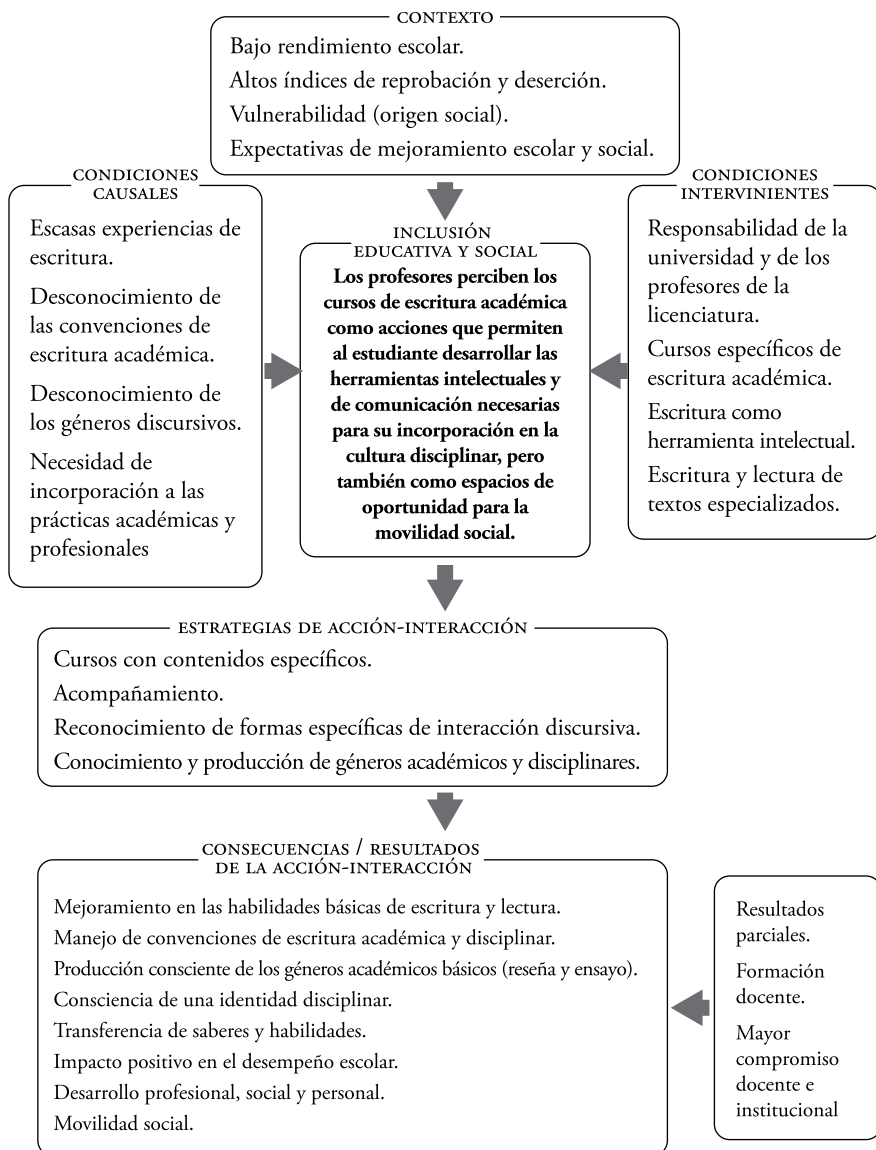 CONTEXTO
Bajo rendimiento escolar.
Altos índices de reprobación y deserción.
Vulnerabilidad (origen social).
Expectativas de mejoramiento escolar y social.
CONDICIONES
CAUSALES
Escasas experiencias de
escritura.
Desconocimiento de
las convenciones de
escritura académica.
Desconocimiento de
los géneros discursivos.
Necesidad de
incorporación a las
prácticas académicas y
profesionales
INCLUSIÓN
EDUCATIVA Y SOCIAL
Los profesores perciben los
cursos de escritura académica
como acciones que permiten
al estudiante desarrollar las
herramientas intelectuales y
de comunicación necesarias
para su incorporación en la
cultura disciplinar, pero
también como espacios de
oportunidad para la
movilidad social.
CONDICIONES
INTERVINIENTES
Responsabilidad de la
universidad y de los
profesores de la
licenciatura.
Cursos específicos de
escritura académica.
Escritura como
herramienta intelectual.
Escritura y lectura de
textos especializados.
ESTRATEGIAS DE ACCIÓN-INTERACCIÓN
Cursos con contenidos específicos.
Acompañamiento.
Reconocimiento de formas específicas de interacción discursiva.
Conocimiento y producción de géneros académicos y disciplinares.
CONSECUENCIAS / RESULTADOS
DE LA ACCIÓN-INTERACCIÓN
Mejoramiento en las habilidades básicas de escritura y lectura.
Manejo de convenciones de escritura académica y disciplinar.
Producción consciente de los géneros académicos básicos (reseña y ensayo).
Consciencia de una identidad disciplinar.
Transferencia de saberes y habilidades.
Impacto positivo en el desempeño escolar.
Desarrollo profesional, social y personal.
Movilidad social.
Resultados
parciales.
Formación
docente.
Mayor
compromiso
docente e
institucional